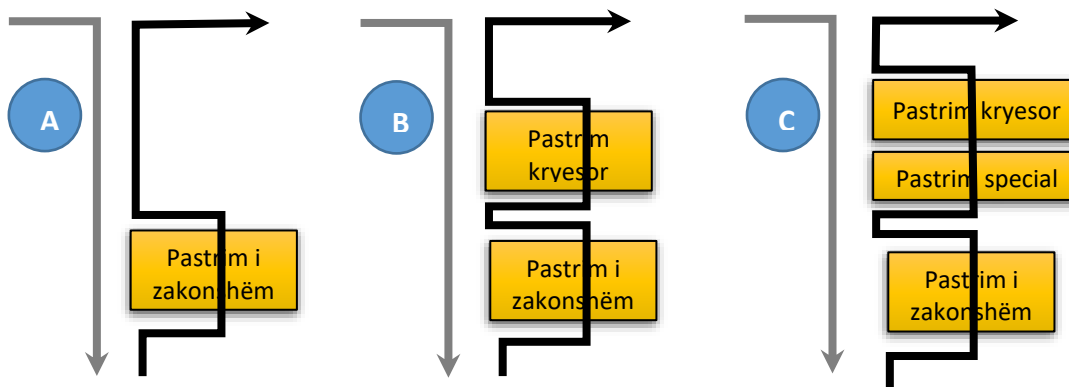 A
Pastrim i
zakonshëm
B
Pastrim
kryesor
Pastrim i
zakonshëm
C
Pastrim kryesor
Pastrim special
Pastrim i
zakonshëm